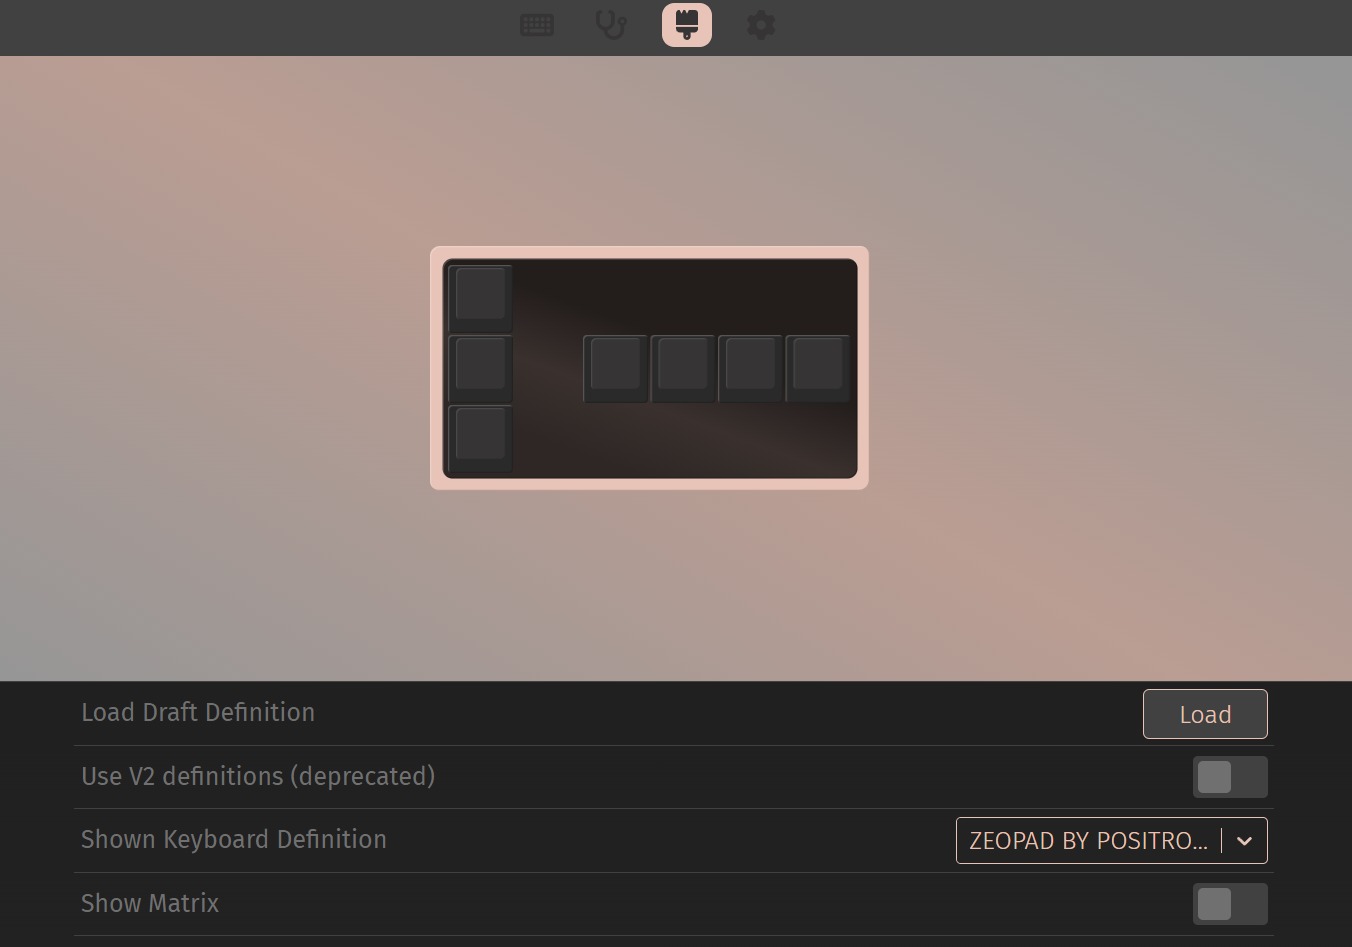 Load Draft Definition
Load
Use V2 definitions (deprecated)
Shown Keyboard Definition
ZEOPAD BY POSITRO...
Show Matrix